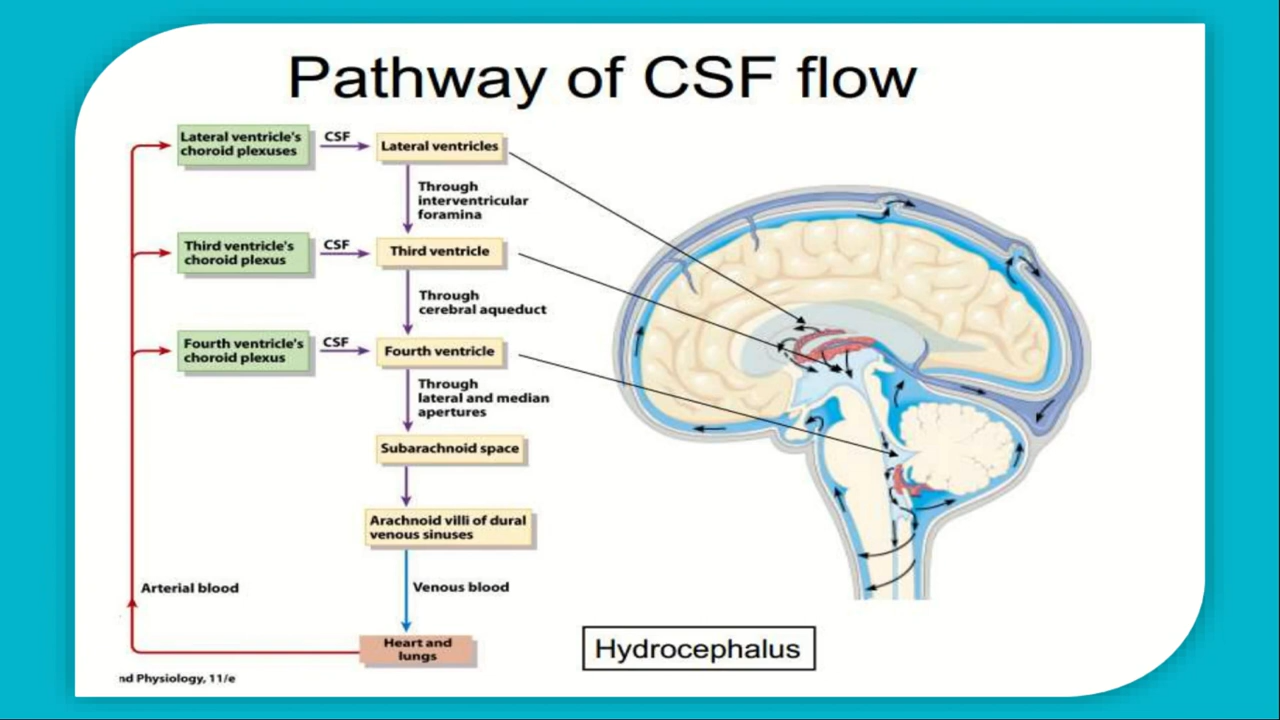 Pathway of CSF flow
Lateral ventricle's
choroid plexuses
CSF
Lateral ventricles
Through
interventricular
foramina
Third ventricle's
choroid plexus
CSF
Third ventricle
Through
cerebral aqueduct
Fourth ventricle's
choroid plexus
CSF
Fourth ventricle
Through
lateral and median
apertures
Subarachnoid space
Arachnoid villi of dural
venous sinuses
Arterial blood
Venous blood
Heart and
lungs
Hydrocephalus
nd Physiology, 11/e